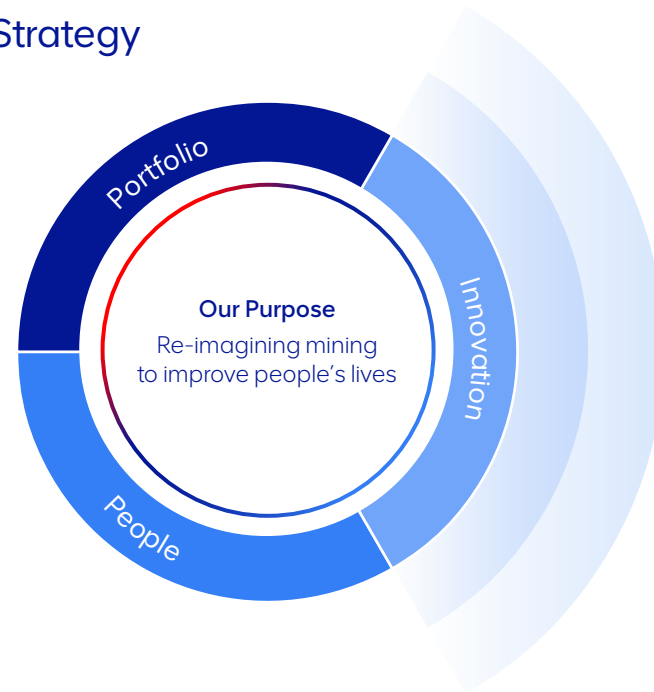 Strategy
Portfolio
Innovation
Our Purpose
Re-imagining mining
to improve people's lives
People